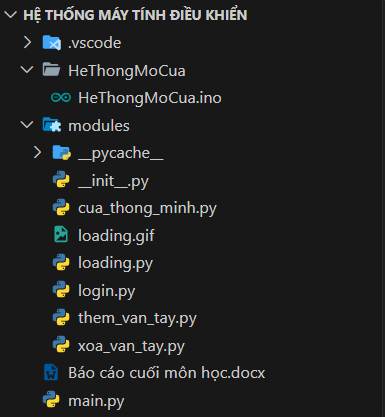 HỆ THỐNG MÁY TÍNH ĐIỀU KHIỂN
.vscode
HeThongMoCua
HeThongMoCua.ino
modules
__pycache__
__init__.py
cua_thong_minh.py
loading.gif
loading.py
login.py
them_van_tay.py
xoa_van_tay.py
Báo cáo cuối môn học.docx
main.py